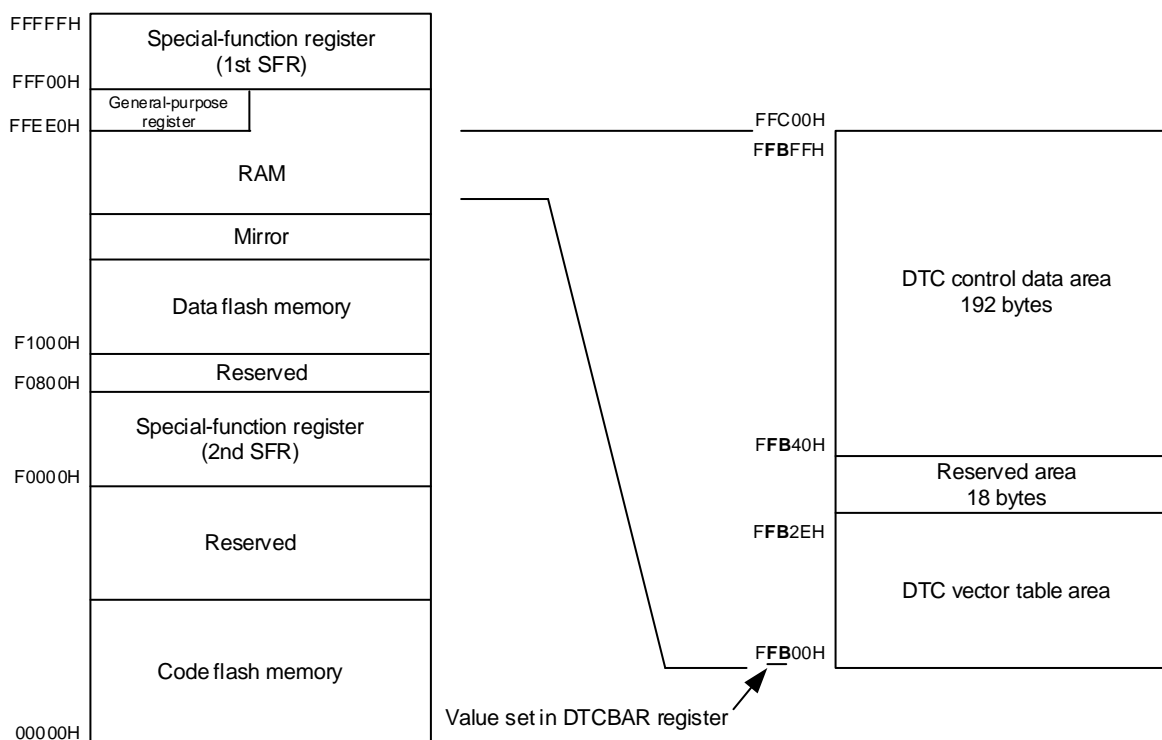 FFFFFH
Special-function register
(1st SFR)
FFF00H
General-purpose
register
FFEE0H
RAM
Mirror
Data flash memory
F1000H
Reserved
F0800H
Special-function register
(2nd SFR)
F0000H
Reserved
Code flash memory
00000H
FFC00H
FFBFFH
DTC control data area
192 bytes
FFB40H
Reserved area
18 bytes
FFB2EH
DTC vector table area
FFB00H
Value set in DTCBAR register